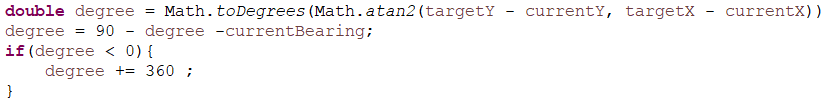 double degree = Math.toDegrees(Math.atan2(targetY - currentY, targetX - currentX))
degree = 90 - degree -currentBearing;
if(degree < 0){
    degree += 360 ;
}